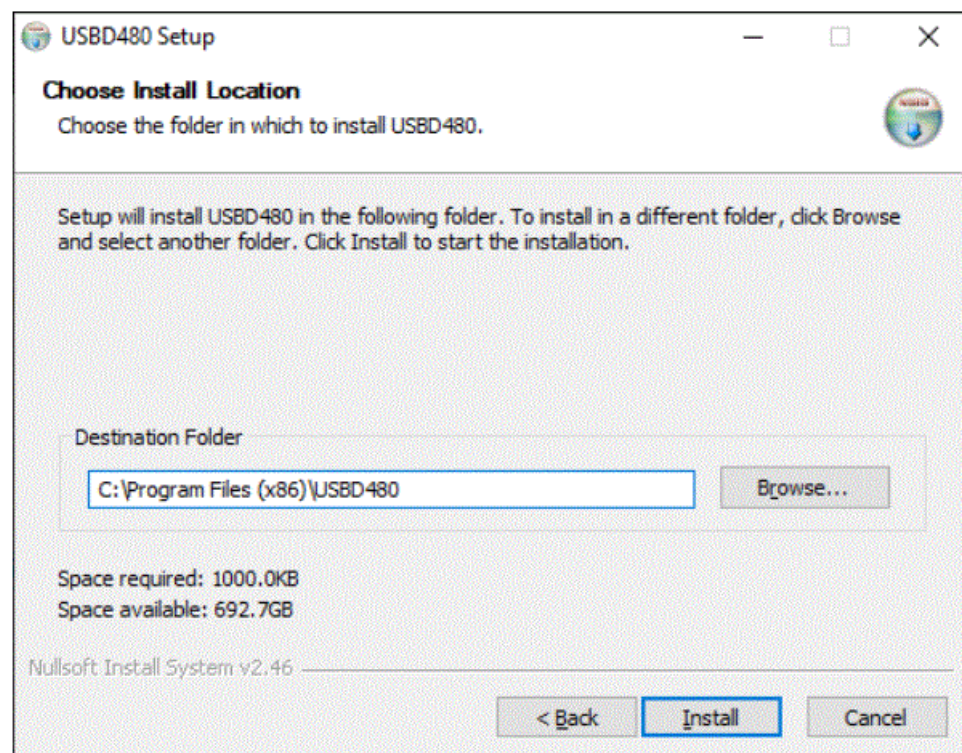 USBD480 Setup
Choose Install Location
Choose the folder in which to install USBD480.
Setup will install USBD480 in the following folder. To install in a different folder, click Browse
and select another folder. Click Install to start the installation.
Destination Folder
C:\Program Files (x86)\USBD480
Browse...
Space required: 1000.0KB
Space available: 692.7GB
Nullsoft Install System v2.46
< Back
Install
Cancel